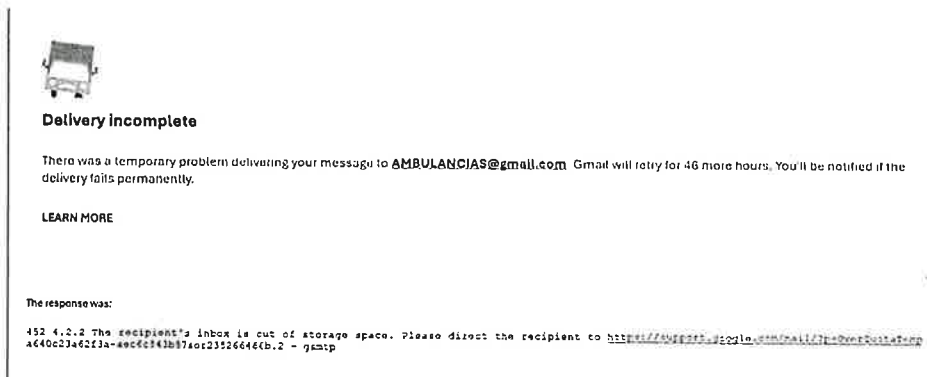 Delivery incomplete
There was a temporary problem delivering your message to AMBULANCIAS@gmail.com Gmail will retry for 46 more hours. You'll be notified if the
delivery fails permanently.
LEARN MORE
The response was:
452 4.2.2 The recipient's inbox is out of storage space. Please direct the recipient to
- gsmtp